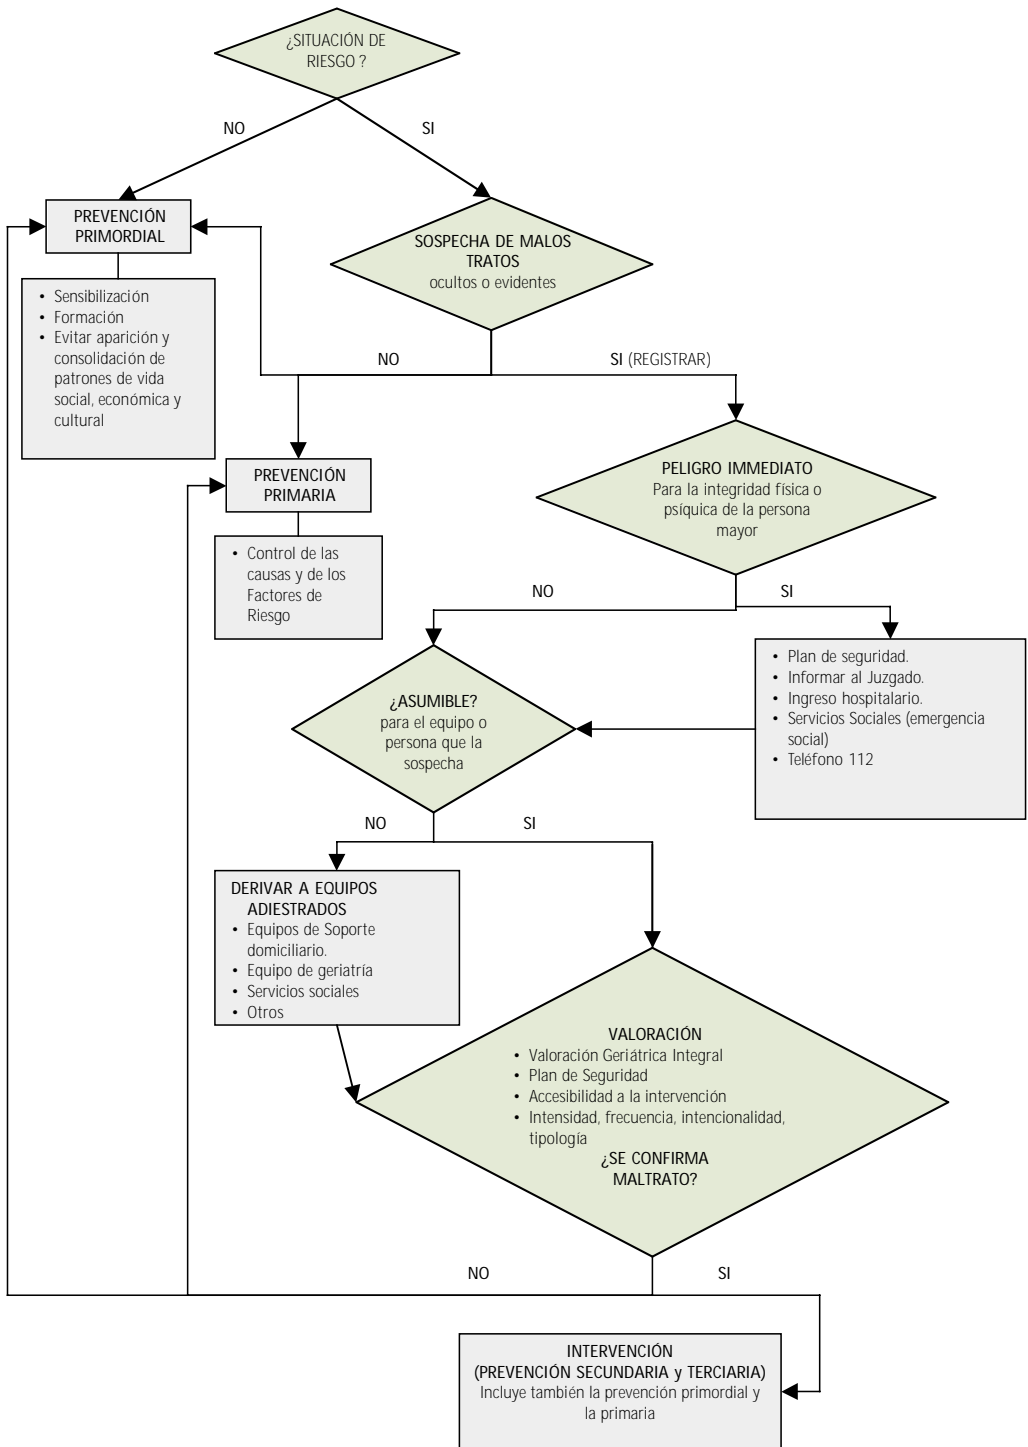 ¿SITUACIÓN DE
RIESGO ?
NO
SI
PREVENCIÓN
PRIMORDIAL
• Sensibilización
• Formación
• Evitar aparición y
consolidación de
patrones de vida
social, económica y
cultural
SOSPECHA DE MALOS
TRATOS
ocultos o evidentes
NO
SI (REGISTRAR)
PREVENCIÓN
PRIMARIA
• Control de las
causas y de los
Factores de
Riesgo
PELIGRO IMMEDIATO
Para la integridad física o
psíquica de la persona
mayor
NO
SI
• Plan de seguridad.
• Informar al Juzgado.
• Ingreso hospitalario.
• Servicios Sociales (emergencia
social)
• Teléfono 112
¿ASUMIBLE?
para el equipo o
persona que la
sospecha
NO
SI
DERIVAR A EQUIPOS
ADIESTRADOS
• Equipos de Soporte
domiciliario.
• Equipo de geriatría
• Servicios sociales
• Otros
VALORACIÓN
• Valoración Geriátrica Integral
• Plan de Seguridad
• Accesibilidad a la intervención
• Intensidad, frecuencia, intencionalidad,
tipología
¿SE CONFIRMA
MALTRATO?
NO
SI
INTERVENCIÓN
(PREVENCIÓN SECUNDARIA y TERCIARIA)
Incluye también la prevención primordial y
la primaria